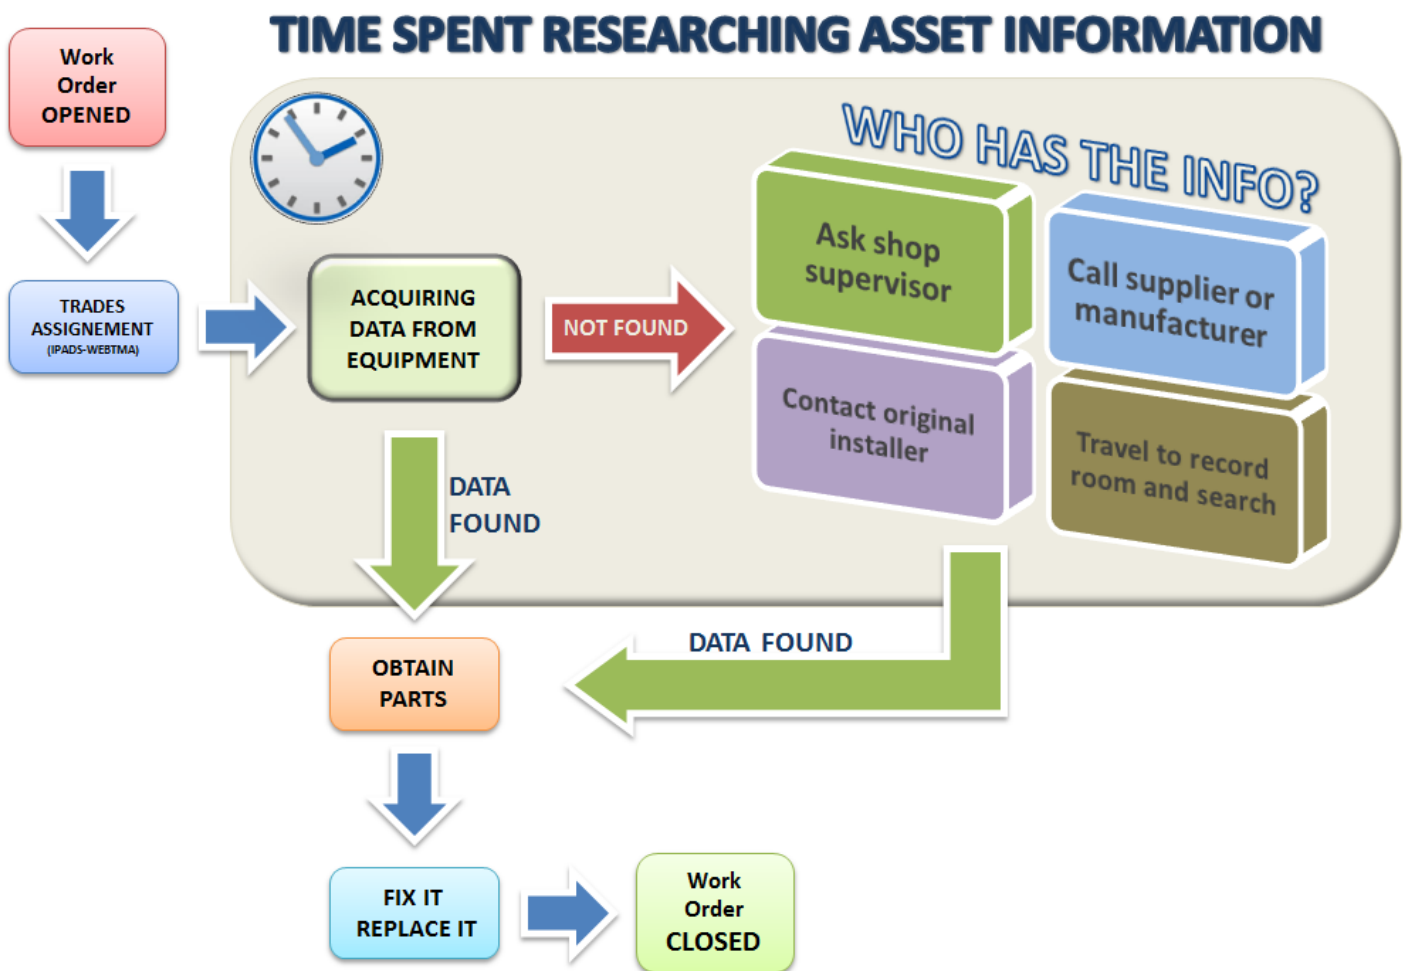 TIME SPENT RESEARCHING ASSET INFORMATION
Work
Order
OPENED
TRADES
ASSIGNEMENT
(IPADS-WEBTMA)
ACQUIRING
DATA FROM
EQUIPMENT
NOT FOUND
WHO HAS THE INFO?
Ask shop
supervisor
Call supplier or
manufacturer
Contact original
installer
Travel to record
room and search
DATA
FOUND
DATA FOUND
OBTAIN
PARTS
FIX IT
REPLACE IT
Work
Order
CLOSED